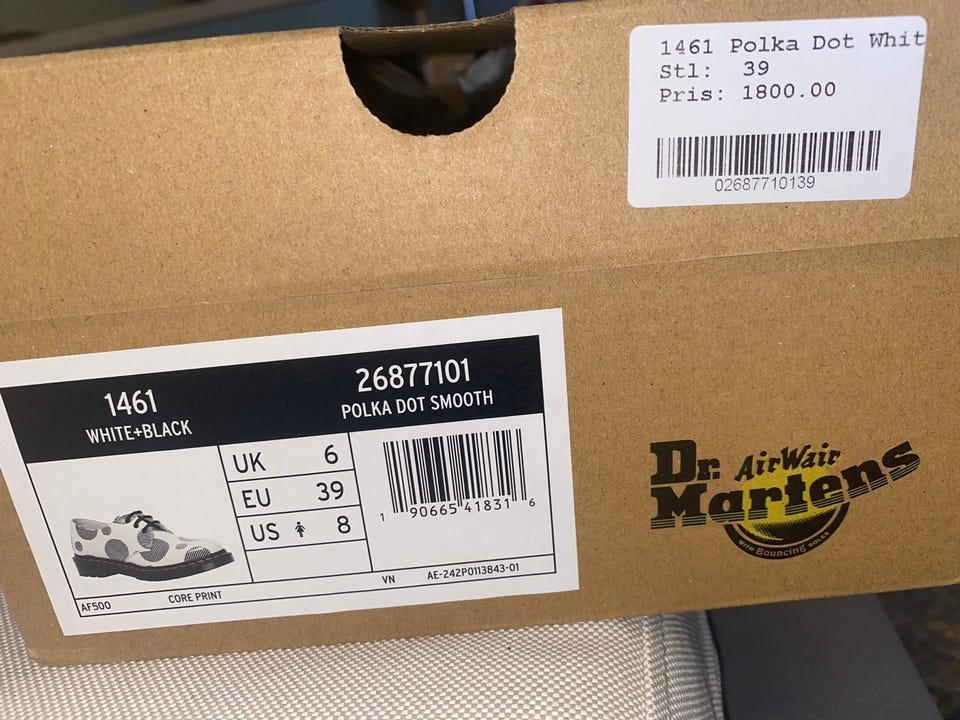 1461 Polka Dot Whit
Stl: 39
Pris: 1800.00
02687710139
1461
WHITE+BLACK
26877101
POLKA DOT SMOOTH
UK 6
EU 39
US 8
1 90665 41831 6
VN AE-242P0113843-01
AF500 CORE PRINT
Dr. AirWair
Martens
WITH Bouncing SOLES